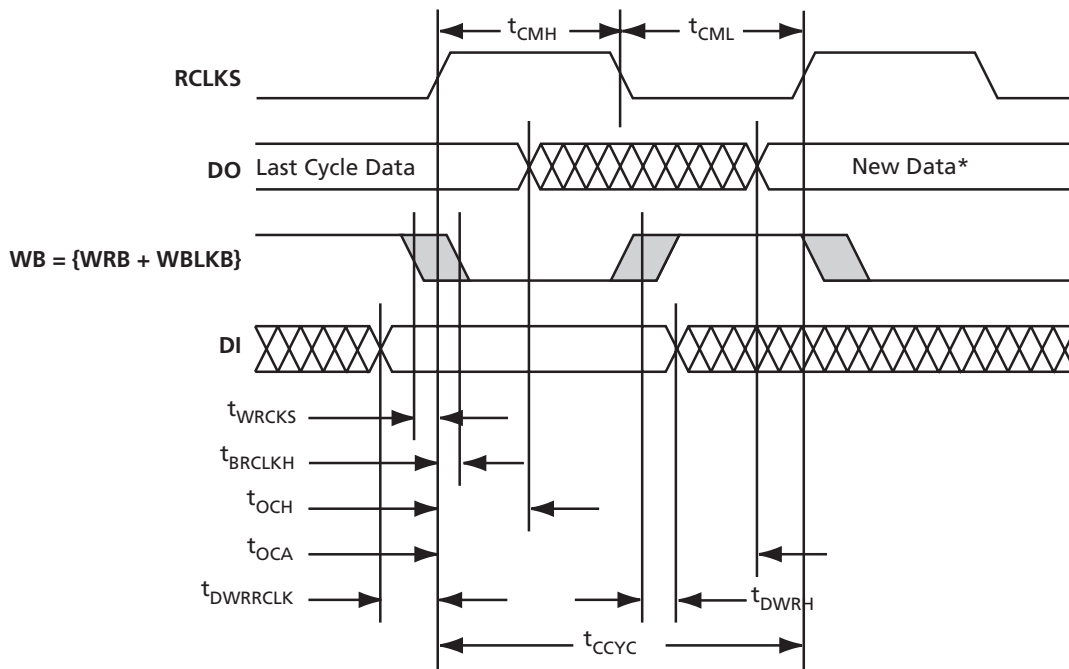 tCMH tCML
RCLKS
DO Last Cycle Data New Data*
WB = {WRB + WBLKB}
DI
tWRCKS
tBRCLKH
tOCH
tOCA
tDWRRCLK tDWRH
tCCYC